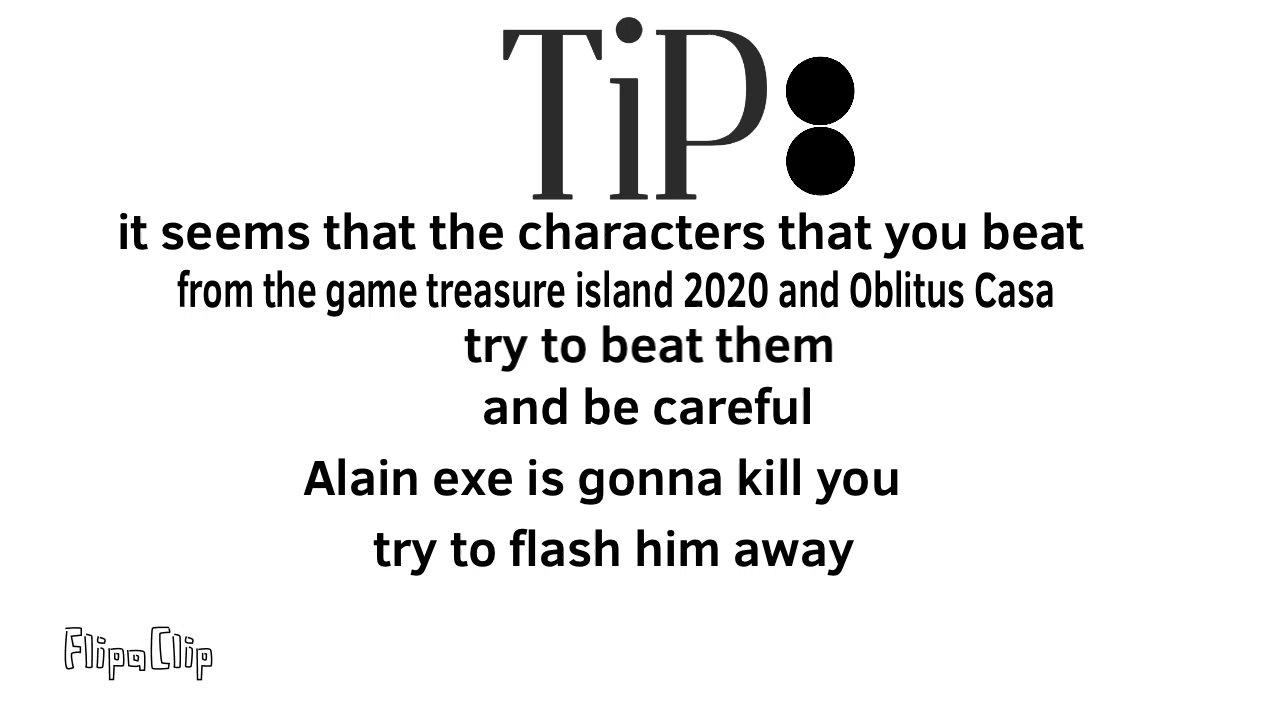 TiP:
it seems that the characters that you beat
from the game treasure island 2020 and Oblitus Casa
try to beat them
and be careful
Alain exe is gonna kill you
try to flash him away
FlipaClip